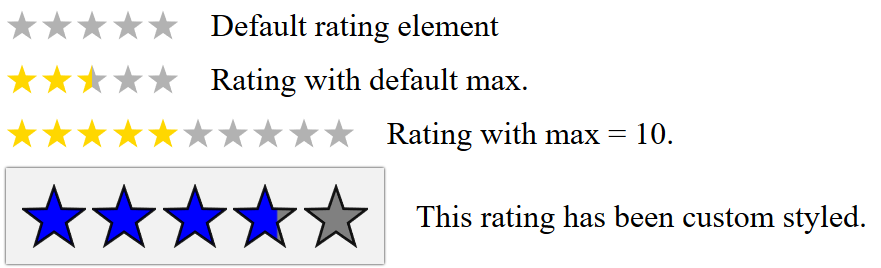 Default rating element
Rating with default max.
Rating with max = 10.
This rating has been custom styled.